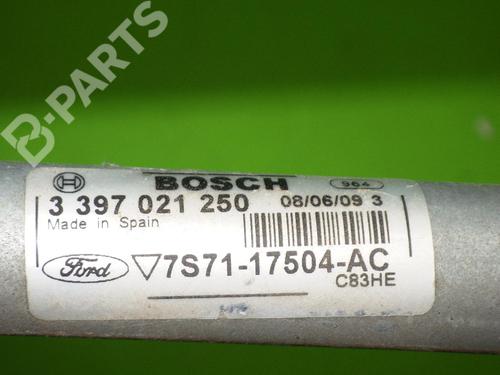 B-PARTS
BOSCH 964
3 397 021 250 08/06/09 3
Made in Spain
Ford 7S71-17504-AC
C83HE